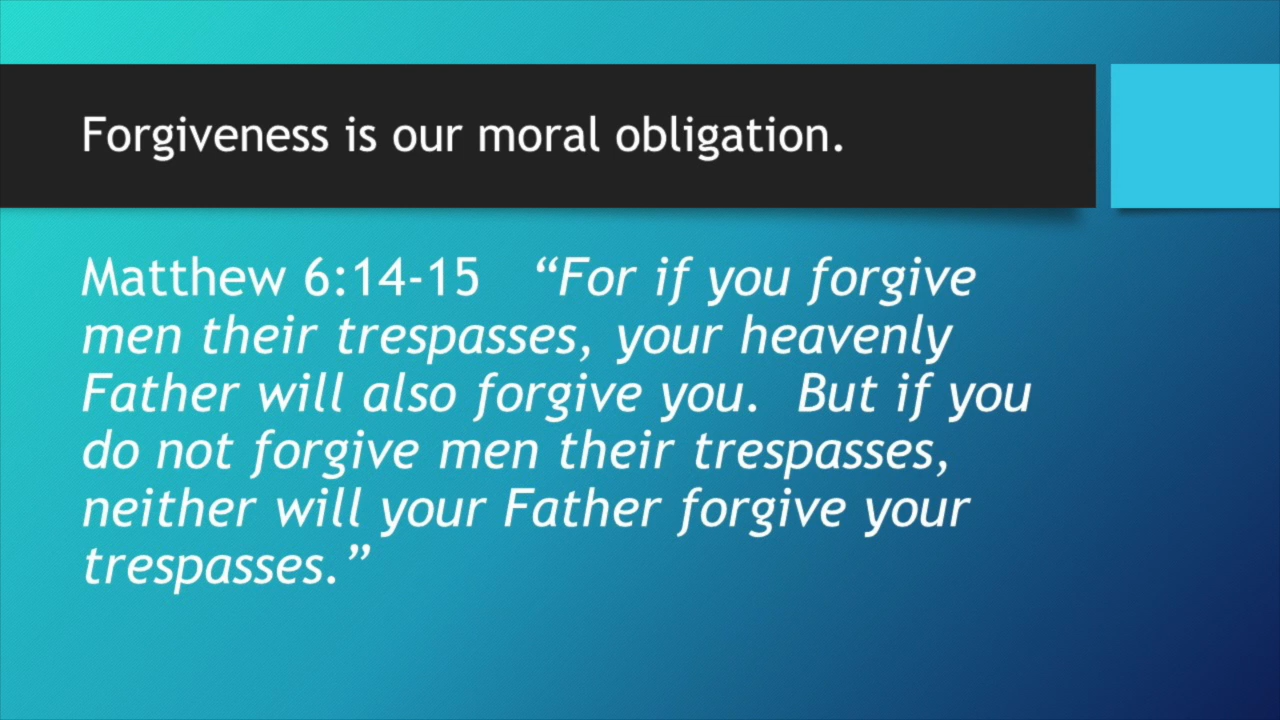 Forgiveness is our moral obligation.
Matthew 6:14-15 “For if you forgive
men their trespasses, your heavenly
Father will also forgive you. But if you
do not forgive men their trespasses,
neither will your Father forgive your
trespasses.”